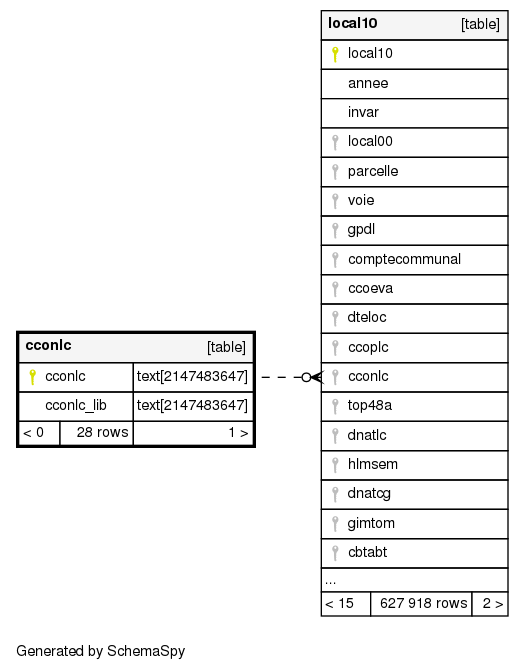 local10 [table]
local10
annee
invar
local00
parcelle
voie
gpdl
comptecommunal
ccoeva
dteloc
ccoplc
cconlc
top48a
dnatlc
hlmsem
dnatcg
gimtom
cbtabt
...
< 15 627 918 rows 2 >
cconlc [table]
cconlc text[2147483647]
cconlc_lib text[2147483647]
< 0 28 rows 1 >
Generated by SchemaSpy